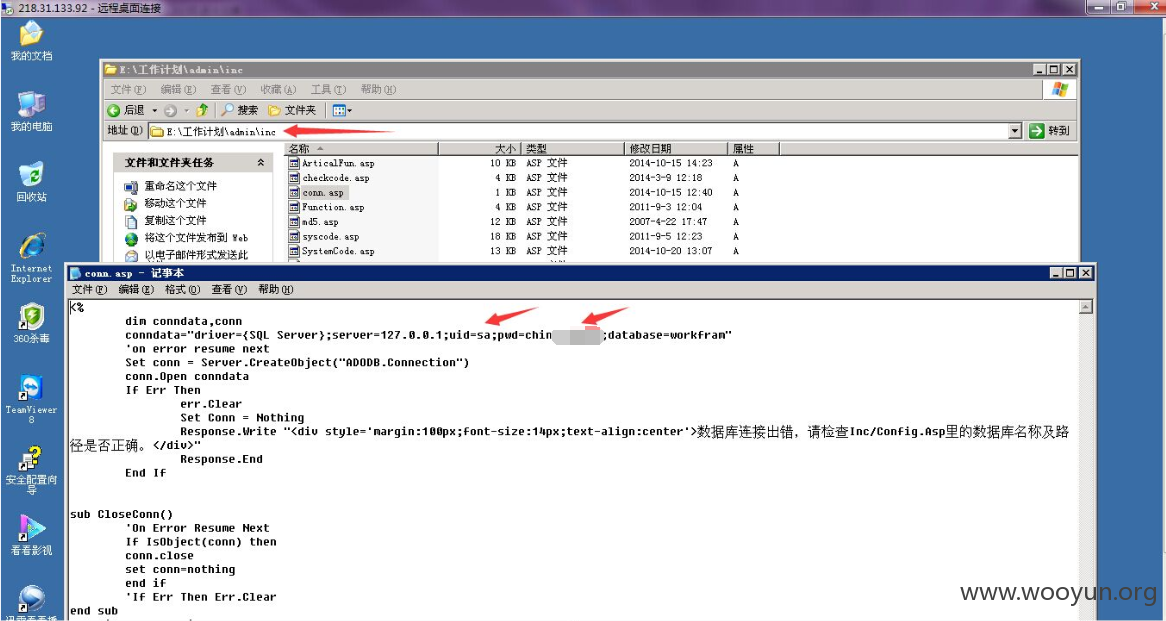 218.31.133.92 - 远程桌面连接
我的文档
我的电脑
回收站
Internet Explorer
360杀毒
TeamViewer 8
安全配置向导
看看影视
E:\工作计划\admin\inc
文件(F) 编辑(E) 查看(V) 收藏(A) 工具(T) 帮助(H)
后退 搜索 文件夹
地址(D) E:\工作计划\admin\inc 转到
文件和文件夹任务
重命名这个文件
移动这个文件
复制这个文件
将这个文件发布到 Web
以电子邮件形式发送此
名称 大小 类型 修改日期 属性
ArticalFun.asp 10 KB ASP 文件 2014-10-15 14:23 A
checkcode.asp 4 KB ASP 文件 2014-3-9 12:18 A
conn.asp 1 KB ASP 文件 2014-10-15 12:40 A
Function.asp 4 KB ASP 文件 2011-9-3 12:04 A
md5.asp 12 KB ASP 文件 2007-4-22 17:47 A
syscode.asp 18 KB ASP 文件 2011-9-5 12:23 A
SystemCode.asp 13 KB ASP 文件 2014-10-20 13:07 A
conn.asp - 记事本
文件(F) 编辑(E) 格式(O) 查看(V) 帮助(H)
<%
dim conndata,conn
conndata="driver={SQL Server};server=127.0.0.1;uid=sa;pwd=chin ;database=workfram"
'on error resume next
Set conn = Server.CreateObject("ADODB.Connection")
conn.Open conndata
If Err Then
err.Clear
Set Conn = Nothing
Response.Write "<div style='margin:100px;font-size:14px;text-align:center'>数据库连接出错，请检查Inc/Config.Asp里的数据库名称及路
径是否正确。</div>"
Response.End
End If
sub CloseConn()
'On Error Resume Next
If IsObject(conn) then
conn.close
set conn=nothing
end if
'If Err Then Err.Clear
end sub
www.wooyun.org